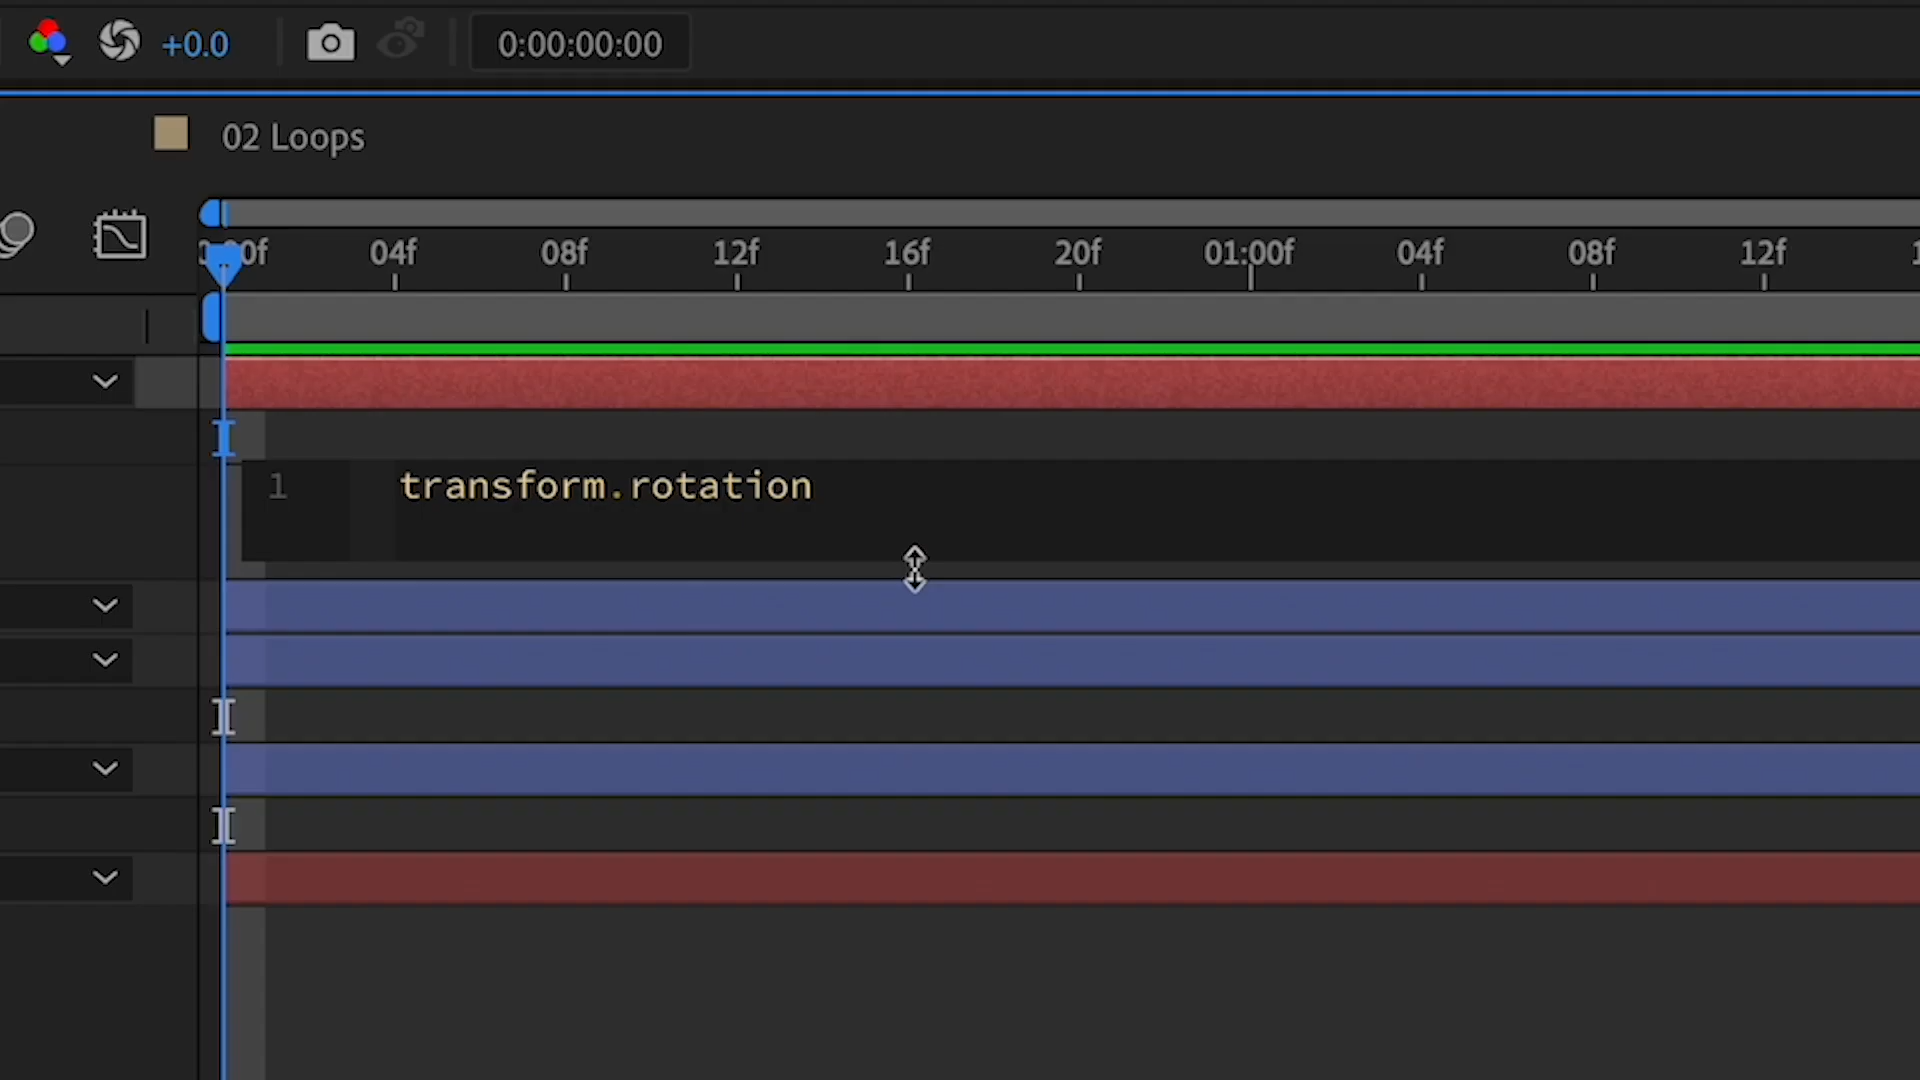 +0.0
0:00:00:00
02 Loops
04f 08f 12f 16f 20f 01:00f 04f 08f 12f
1 transform.rotation